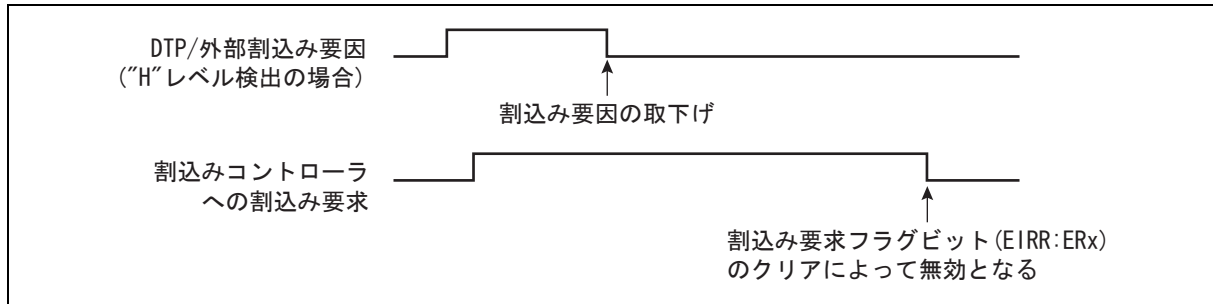 DTP/外部割込み要因
("H"レベル検出の場合)
割込み要因の取下げ
割込みコントローラ
への割込み要求
割込み要求フラグビット(EIRR:ERx)
のクリアによって無効となる